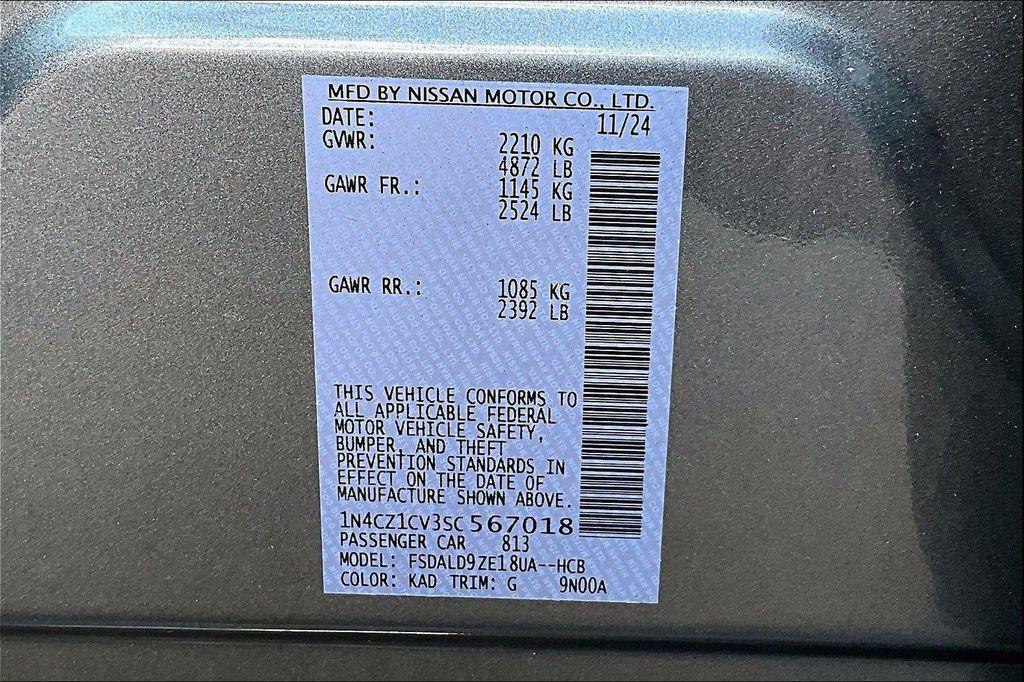 MFD BY NISSAN MOTOR CO., LTD.
DATE: 11/24
GVWR: 2210 KG
4872 LB
GAWR FR.: 1145 KG
2524 LB
GAWR RR.: 1085 KG
2392 LB
THIS VEHICLE CONFORMS TO
ALL APPLICABLE FEDERAL
MOTOR VEHICLE SAFETY,
BUMPER, AND THEFT
PREVENTION STANDARDS IN
EFFECT ON THE DATE OF
MANUFACTURE SHOWN ABOVE.
1N4CZ1CV3SC567018
PASSENGER CAR 813
MODEL: FSDALD9ZE18UA--HCB
COLOR: KAD TRIM: G 9N00A